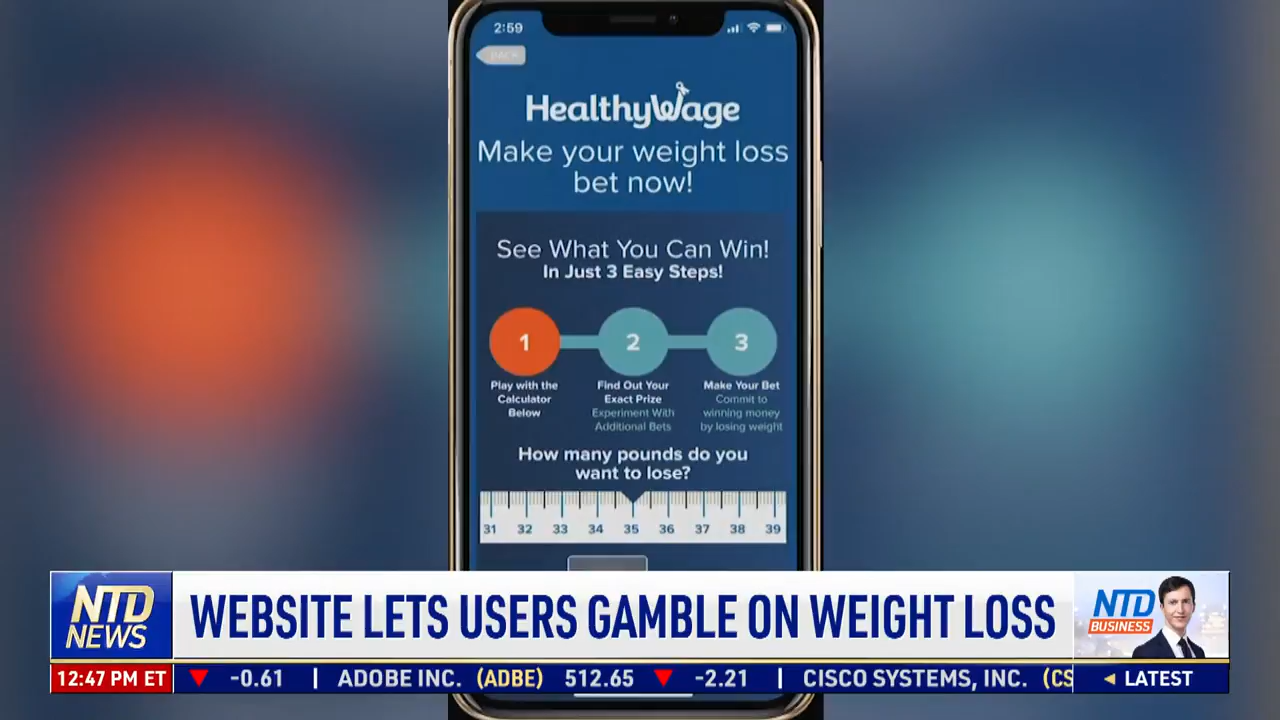 2:59
BACK
HealthyWage
Make your weight loss
bet now!
See What You Can Win!
In Just 3 Easy Steps!
1
2
3
Play with the
Calculator
Below
Find Out Your
Exact Prize
Experiment With
Additional Bets
Make Your Bet
Commit to
winning money
by losing weight
How many pounds do you
want to lose?
31 32 33 34 35 36 37 38 39
NTD
NEWS
WEBSITE LETS USERS GAMBLE ON WEIGHT LOSS
NTD
BUSINESS
12:47 PM ET
▼ -0.61 | ADOBE INC. (ADBE) 512.65 ▼ -2.21 | CISCO SYSTEMS, INC. (CS
◄ LATEST